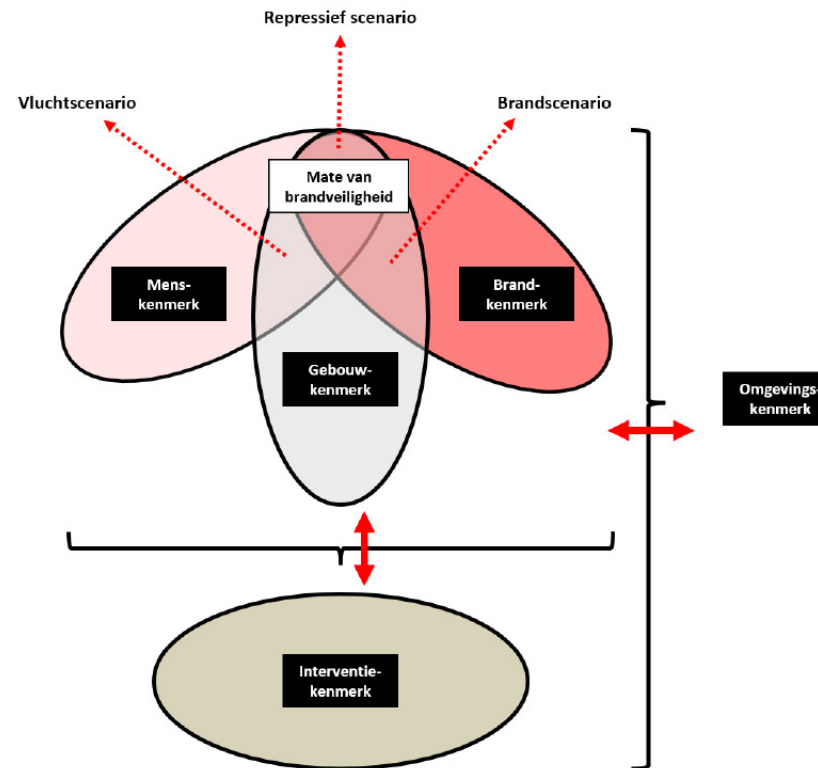 Repressief scenario
Vluchtscenario
Brandscenario
Mate van
brandveiligheid
Mens-
kenmerk
Brand-
kenmerk
Gebouw-
kenmerk
Omgevings-
kenmerk
Interventie-
kenmerk